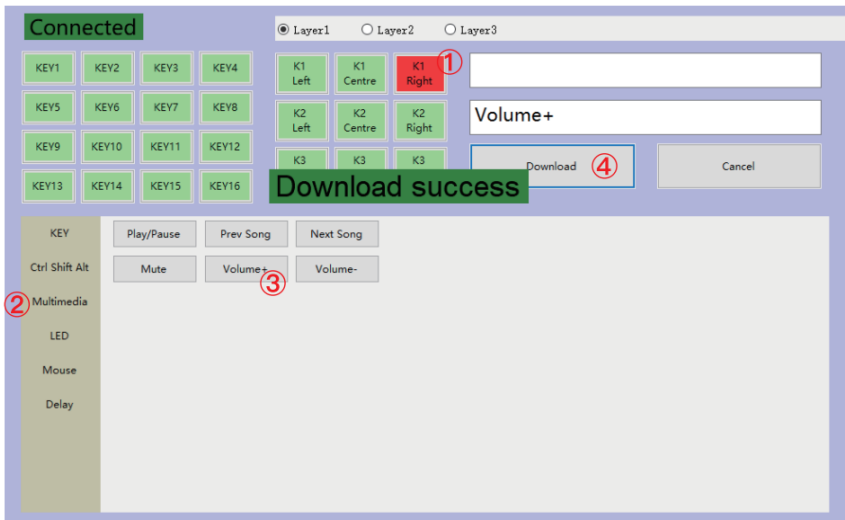 Connected
Layer1 Layer2 Layer3
KEY1 KEY2 KEY3 KEY4
K1 Left K1 Centre K1 Right ①
KEY5 KEY6 KEY7 KEY8
K2 Left K2 Centre K2 Right
Volume+
KEY9 KEY10 KEY11 KEY12
K3 K3 K3
Download ④ Cancel
KEY13 KEY14 KEY15 KEY16
Download success
KEY
Play/Pause Prev Song Next Song
Ctrl Shift Alt
Mute Volume+ Volume-
③
② Multimedia
LED
Mouse
Delay